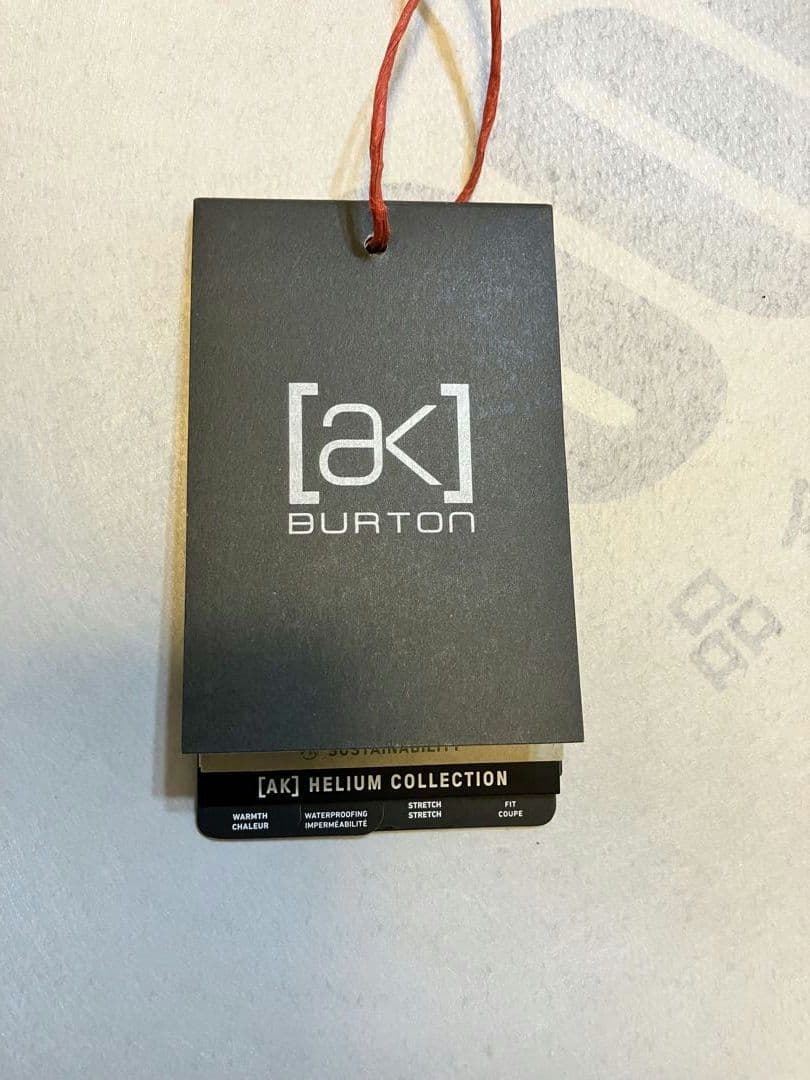 [ak]
BURTON
SUSTAINABILITY
[AK] HELIUM COLLECTION
WARMTH
CHALEUR
WATERPROOFING
IMPERMÉABILITÉ
STRETCH
STRETCH
FIT
COUPE